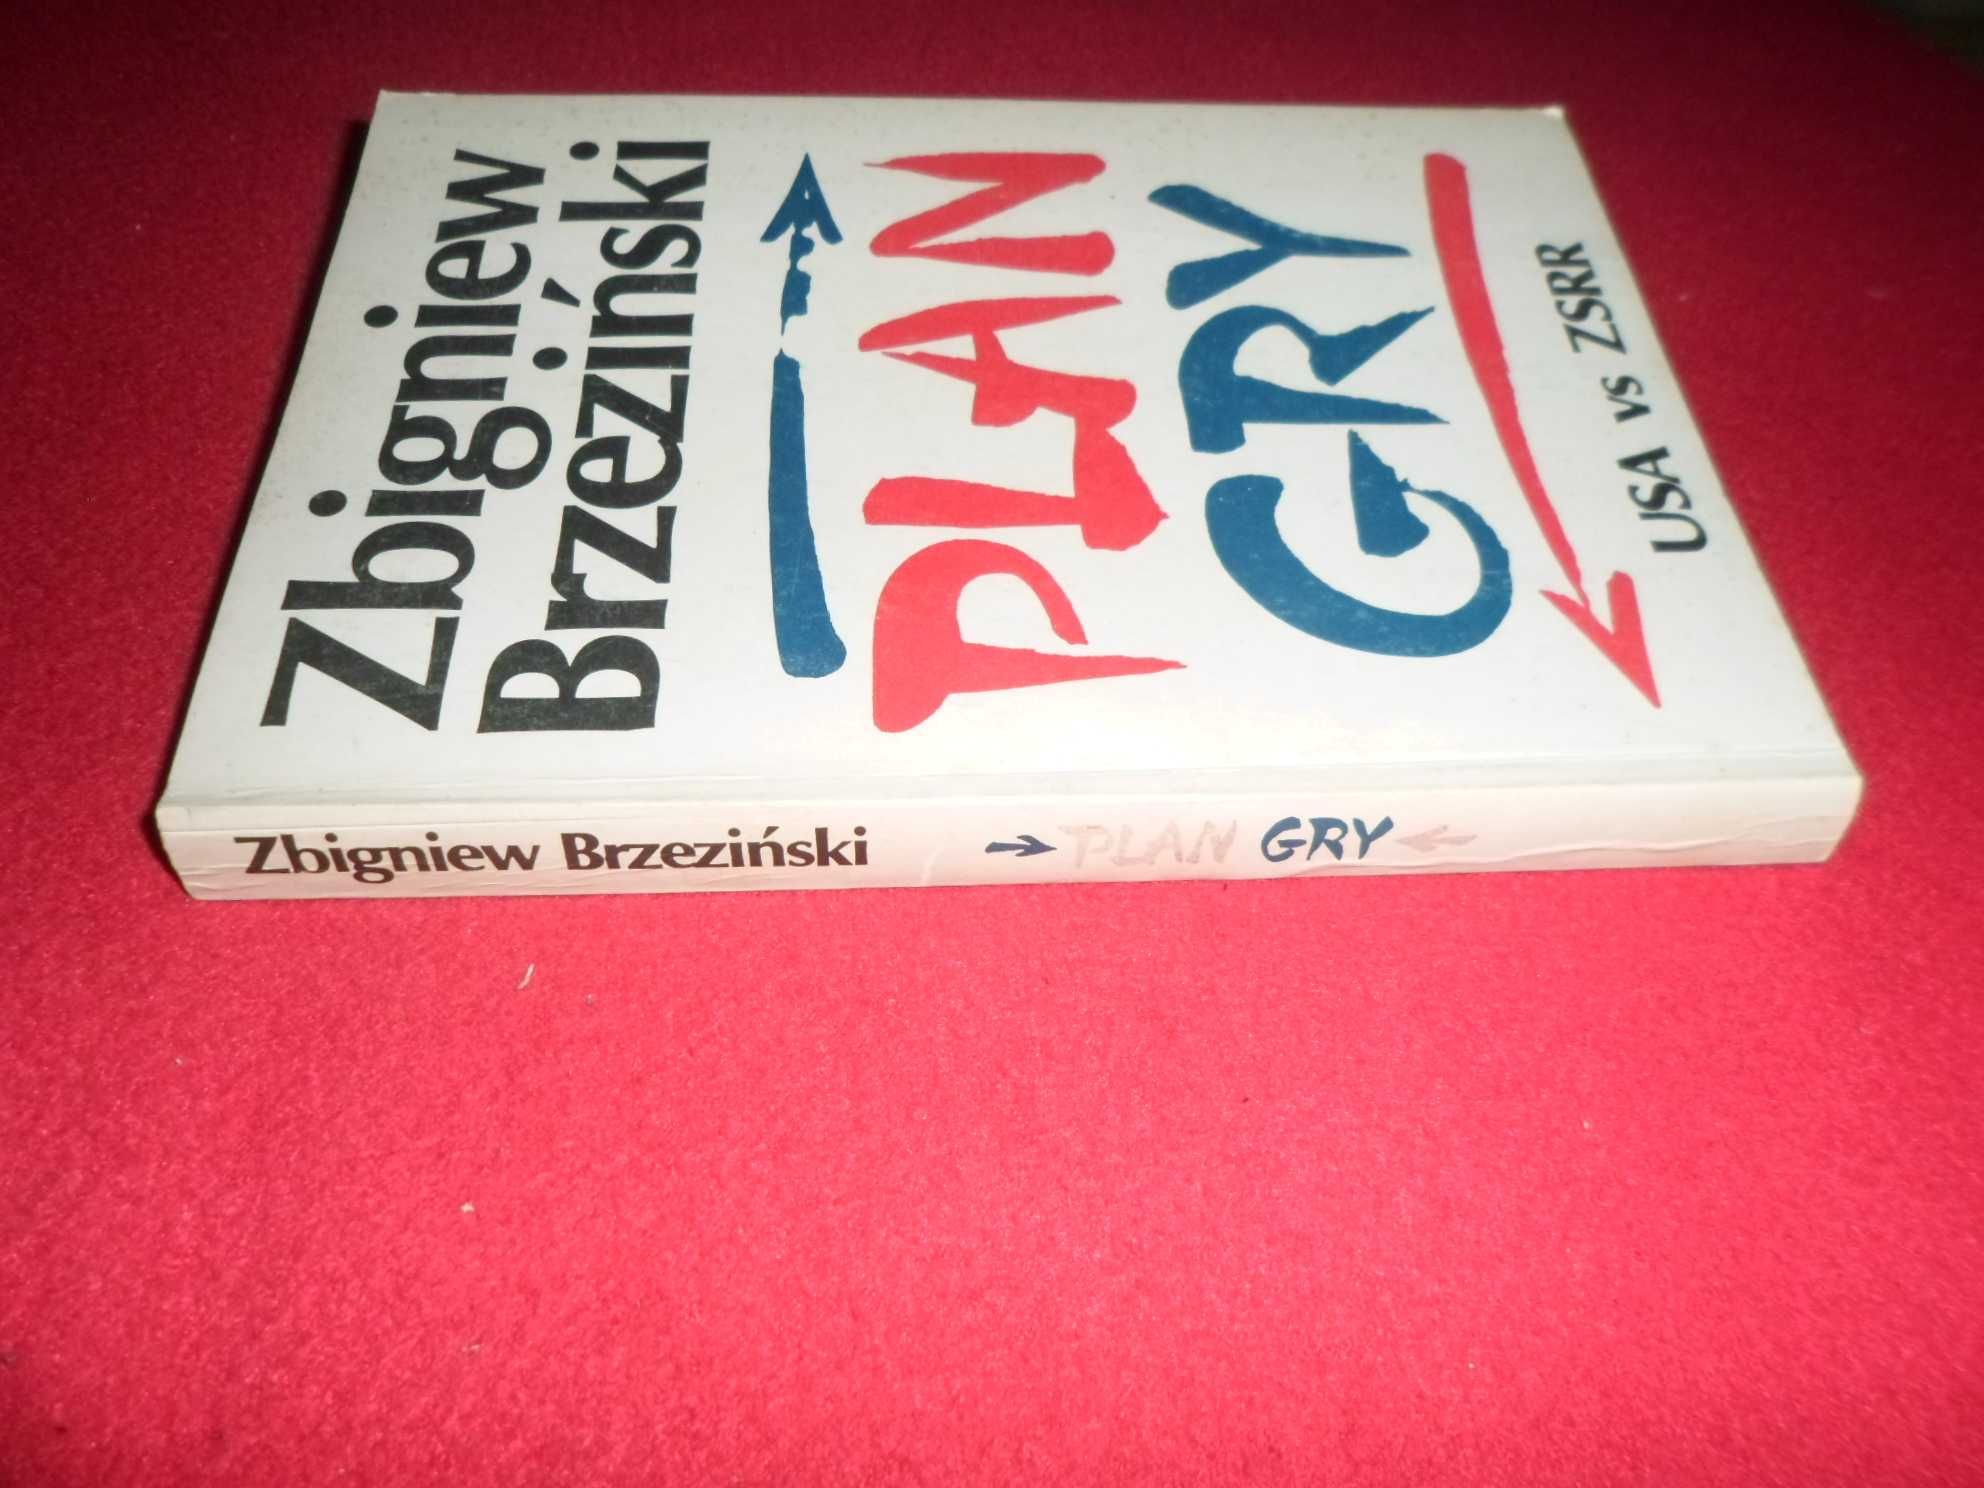 Zbigniew
Brzeziński
PLAN
GRY
USA vs ZSRR
Zbigniew Brzeziński PLAN GRY